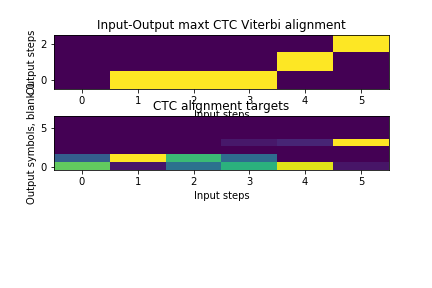 Input-Output maxt CTC Viterbi alignment
2
0
Output steps
0 1 2 3 4 5
Input steps
CTC alignment targets
5
0
Output symbols, blank 0
0 1 2 3 4 5
Input steps